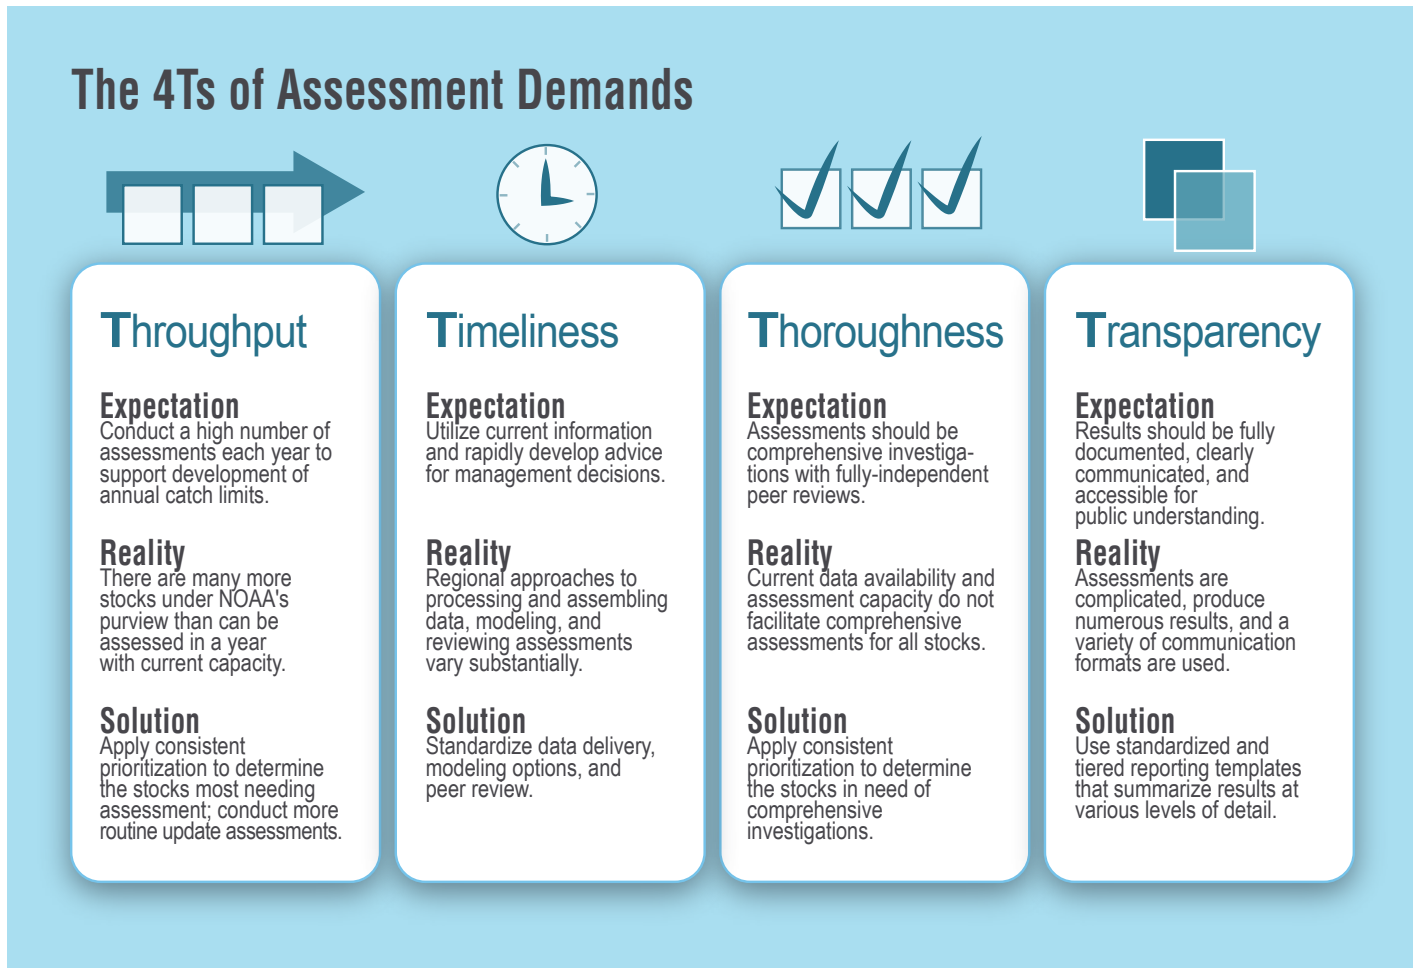 The 4Ts of Assessment Demands
Throughput
Expectation
Conduct a high number of
assessments each year to
support development of
annual catch limits.
Reality
There are many more
stocks under NOAA's
purview than can be
assessed in a year
with current capacity.
Solution
Apply consistent
prioritization to determine
the stocks most needing
assessment; conduct more
routine update assessments.
Timeliness
Expectation
Utilize current information
and rapidly develop advice
for management decisions.
Reality
Regional approaches to
processing and assembling
data, modeling, and
reviewing assessments
vary substantially.
Solution
Standardize data delivery,
modeling options, and
peer review.
Thoroughness
Expectation
Assessments should be
comprehensive investiga-
tions with fully-independent
peer reviews.
Reality
Current data availability and
assessment capacity do not
facilitate comprehensive
assessments for all stocks.
Solution
Apply consistent
prioritization to determine
the stocks in need of
comprehensive
investigations.
Transparency
Expectation
Results should be fully
documented, clearly
communicated, and
accessible for
public understanding.
Reality
Assessments are
complicated, produce
numerous results, and a
variety of communication
formats are used.
Solution
Use standardized and
tiered reporting templates
that summarize results at
various levels of detail.